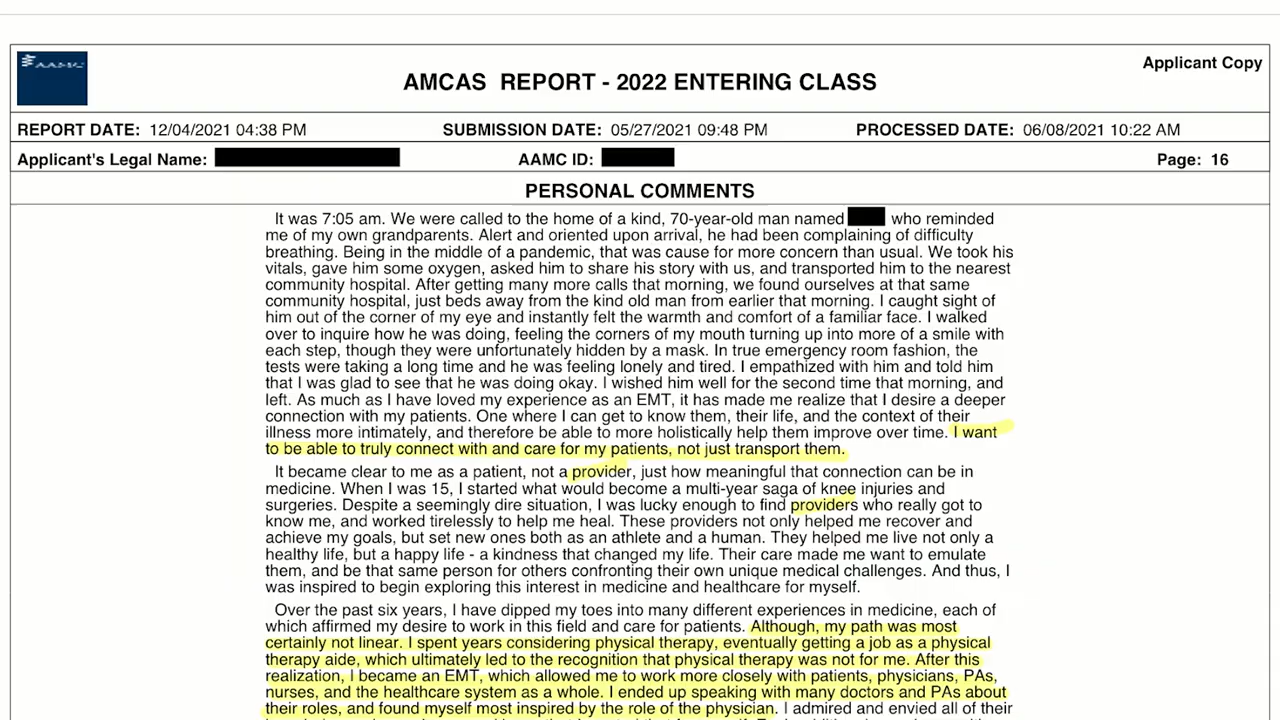 AAMC
Applicant Copy
AMCAS REPORT - 2022 ENTERING CLASS
REPORT DATE: 12/04/2021 04:38 PM SUBMISSION DATE: 05/27/2021 09:48 PM PROCESSED DATE: 06/08/2021 10:22 AM
Applicant's Legal Name: AAMC ID: Page: 16
PERSONAL COMMENTS
It was 7:05 am. We were called to the home of a kind, 70-year-old man named who reminded
me of my own grandparents. Alert and oriented upon arrival, he had been complaining of difficulty
breathing. Being in the middle of a pandemic, that was cause for more concern than usual. We took his
vitals, gave him some oxygen, asked him to share his story with us, and transported him to the nearest
community hospital. After getting many more calls that morning, we found ourselves at that same
community hospital, just beds away from the kind old man from earlier that morning. I caught sight of
him out of the corner of my eye and instantly felt the warmth and comfort of a familiar face. I walked
over to inquire how he was doing, feeling the corners of my mouth turning up into more of a smile with
each step, though they were unfortunately hidden by a mask. In true emergency room fashion, the
tests were taking a long time and he was feeling lonely and tired. I empathized with him and told him
that I was glad to see that he was doing okay. I wished him well for the second time that morning, and
left. As much as I have loved my experience as an EMT, it has made me realize that I desire a deeper
connection with my patients. One where I can get to know them, their life, and the context of their
illness more intimately, and therefore be able to more holistically help them improve over time. I want
to be able to truly connect with and care for my patients, not just transport them.
It became clear to me as a patient, not a provider, just how meaningful that connection can be in
medicine. When I was 15, I started what would become a multi-year saga of knee injuries and
surgeries. Despite a seemingly dire situation, I was lucky enough to find providers who really got to
know me, and worked tirelessly to help me heal. These providers not only helped me recover and
achieve my goals, but set new ones both as an athlete and a human. They helped me live not only a
healthy life, but a happy life - a kindness that changed my life. Their care made me want to emulate
them, and be that same person for others confronting their own unique medical challenges. And thus, I
was inspired to begin exploring this interest in medicine and healthcare for myself.
Over the past six years, I have dipped my toes into many different experiences in medicine, each of
which affirmed my desire to work in this field and care for patients. Although, my path was most
certainly not linear. I spent years considering physical therapy, eventually getting a job as a physical
therapy aide, which ultimately led to the recognition that physical therapy was not for me. After this
realization, I became an EMT, which allowed me to work more closely with patients, physicians, PAs,
nurses, and the healthcare system as a whole. I ended up speaking with many doctors and PAs about
their roles, and found myself most inspired by the role of the physician. I admired and envied all of their